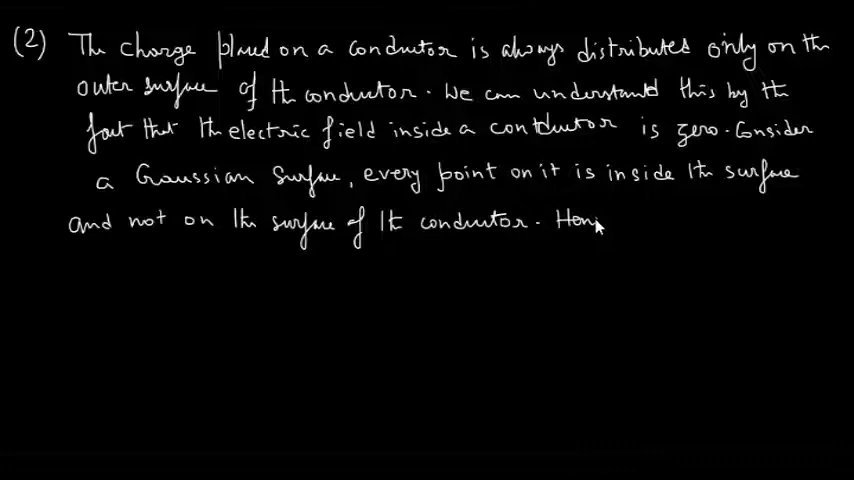 (2) The charge placed on a conductor is always distributed only on the
outer surface of the conductor. We can understand this by the
fact that the electric field inside a conductor is zero. Consider
a Gaussian surface, every point on it is inside the surface
and not on the surface of the conductor. Hen